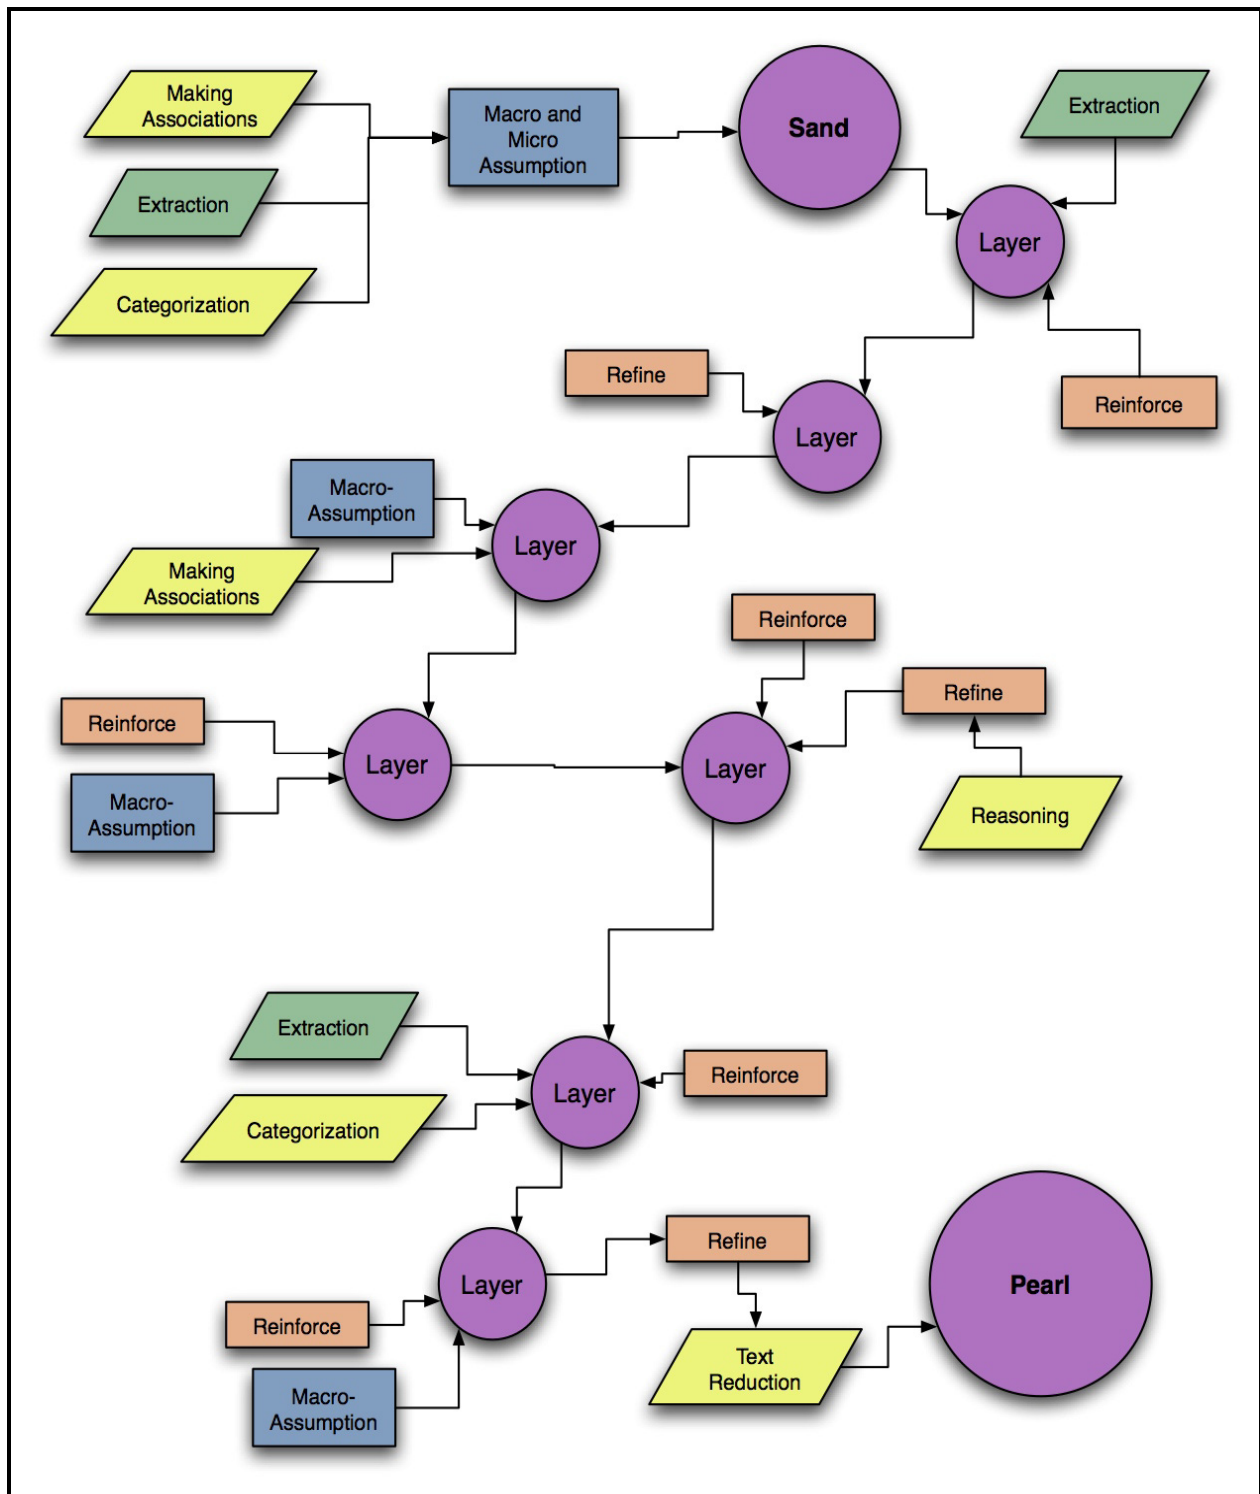 Making
Associations
Macro and
Micro
Assumption
Sand
Extraction
Extraction
Categorization
Layer
Refine
Layer
Reinforce
Macro-
Assumption
Layer
Making
Associations
Reinforce
Reinforce
Refine
Layer
Layer
Macro-
Assumption
Reasoning
Extraction
Layer
Reinforce
Categorization
Refine
Layer
Pearl
Reinforce
Text
Reduction
Macro-
Assumption